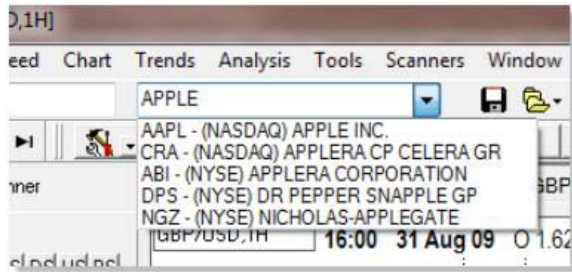 D,1H]
eed Chart Trends Analysis Tools Scanners Window
APPLE
AAPL - (NASDAQ) APPLE INC.
CRA - (NASDAQ) APPLERA CP CELERA GR
ABI - (NYSE) APPLERA CORPORATION
DPS - (NYSE) DR PEPPER SNAPPLE GP
NGZ - (NYSE) NICHOLAS-APPLEGATE
nner GBP
GBP/USD,1H 16:00 31 Aug 09 O 1.62